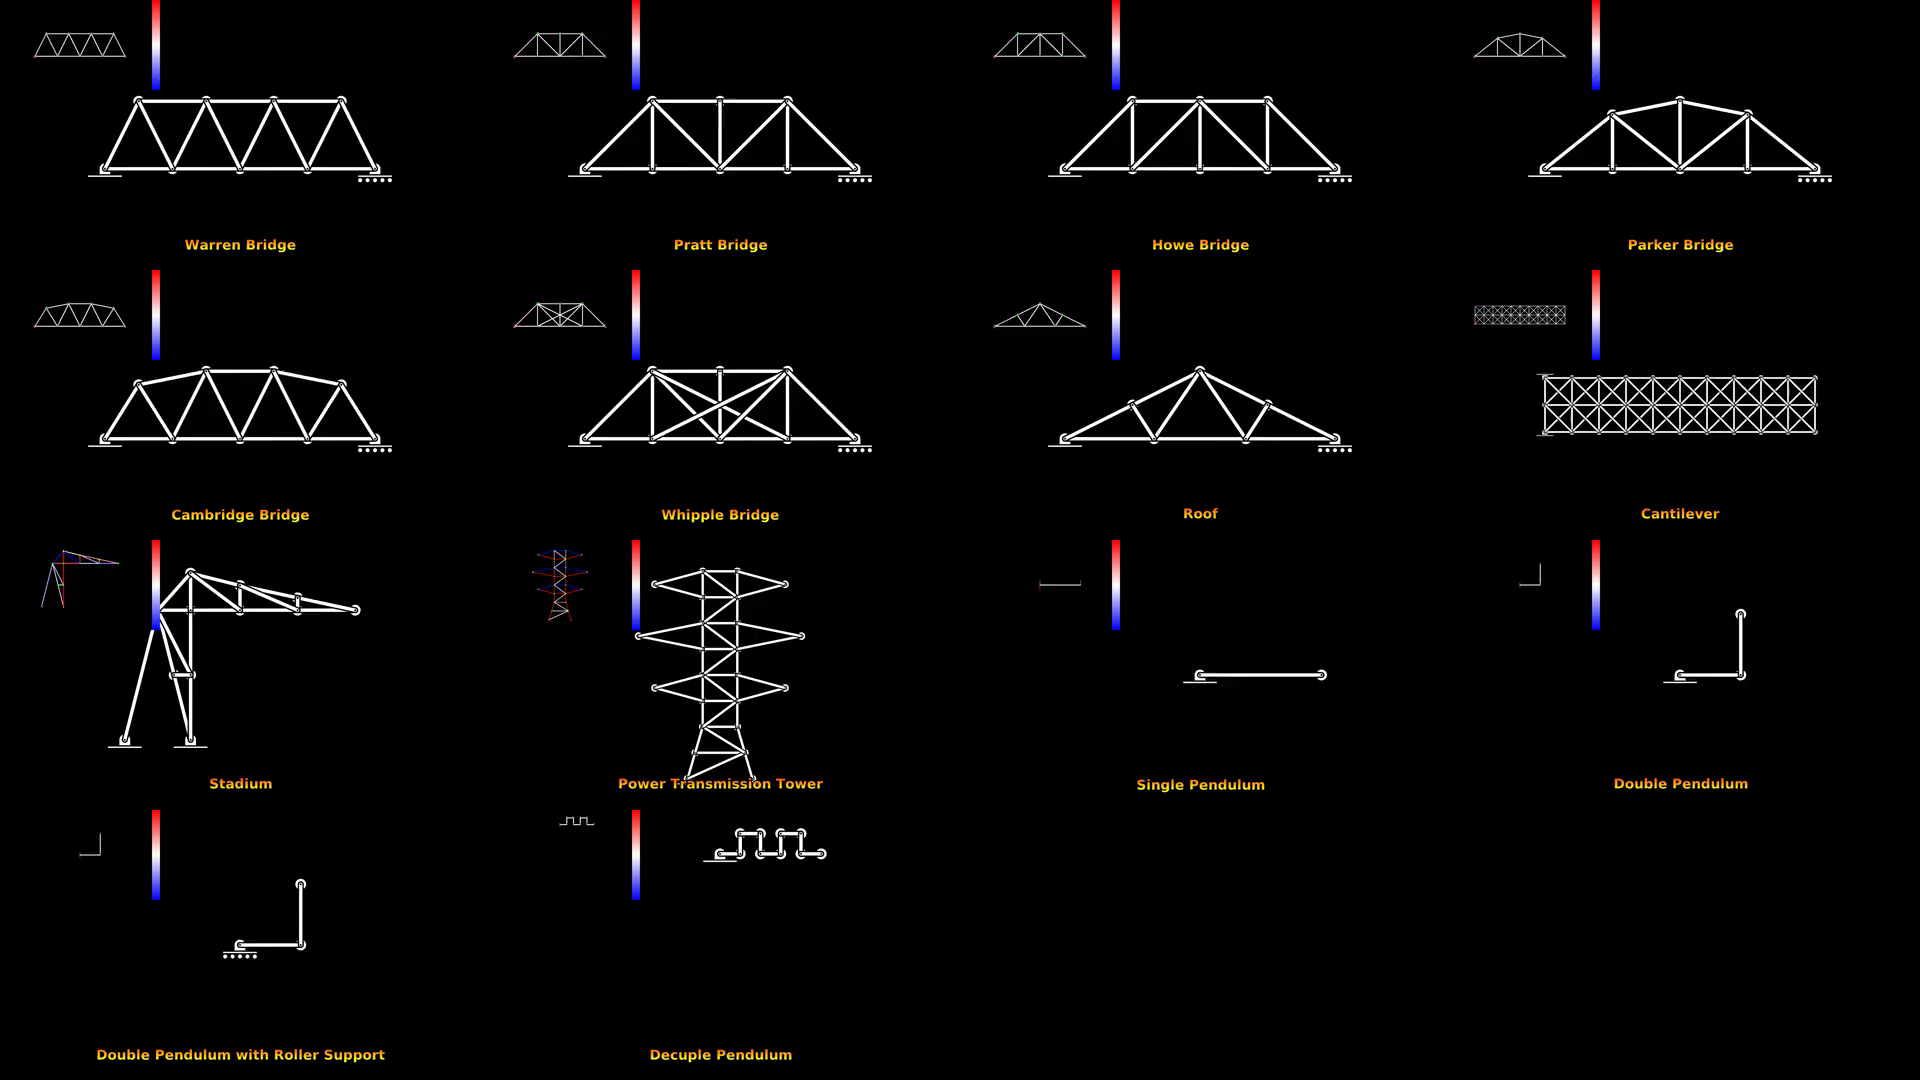 Warren Bridge
Pratt Bridge
Howe Bridge
Parker Bridge
Cambridge Bridge
Whipple Bridge
Roof
Cantilever
Stadium
Power Transmission Tower
Single Pendulum
Double Pendulum
Double Pendulum with Roller Support
Decuple Pendulum